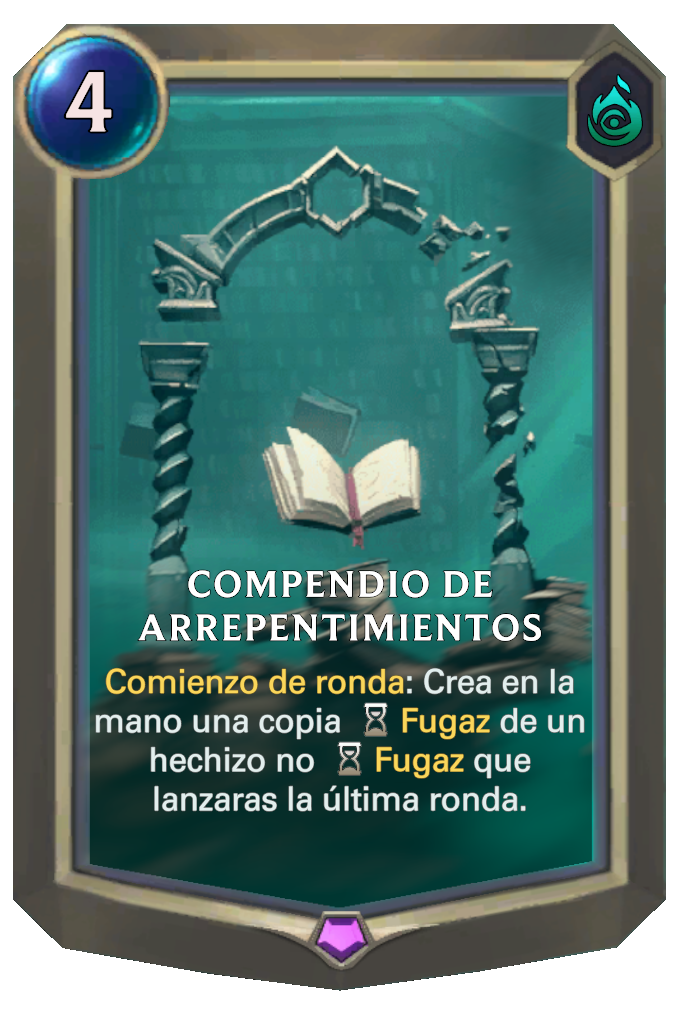 4
COMPENDIO DE
ARREPENTIMIENTOS
Comienzo de ronda: Crea en la
mano una copia Fugaz de un
hechizo no Fugaz que
lanzaras la última ronda.